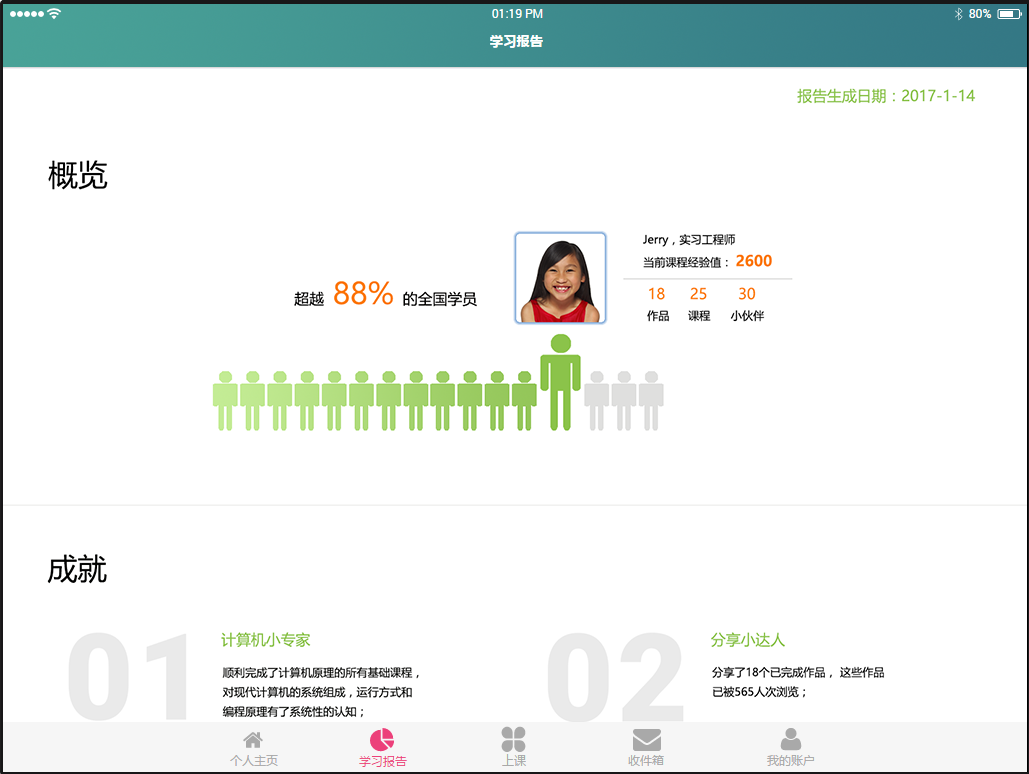 01:19 PM
80%
学习报告
报告生成日期：2017-1-14
概览
超越 88% 的全国学员
Jerry，实习工程师
当前课程经验值： 2600
18 25 30
作品 课程 小伙伴
成就
01
计算机小专家
顺利完成了计算机原理的所有基础课程，
对现代计算机的系统组成，运行方式和
编程原理有了系统性的认知；
02
分享小达人
分享了18个已完成作品， 这些作品
已被565人次浏览；
个人主页 学习报告 上课 收件箱 我的账户